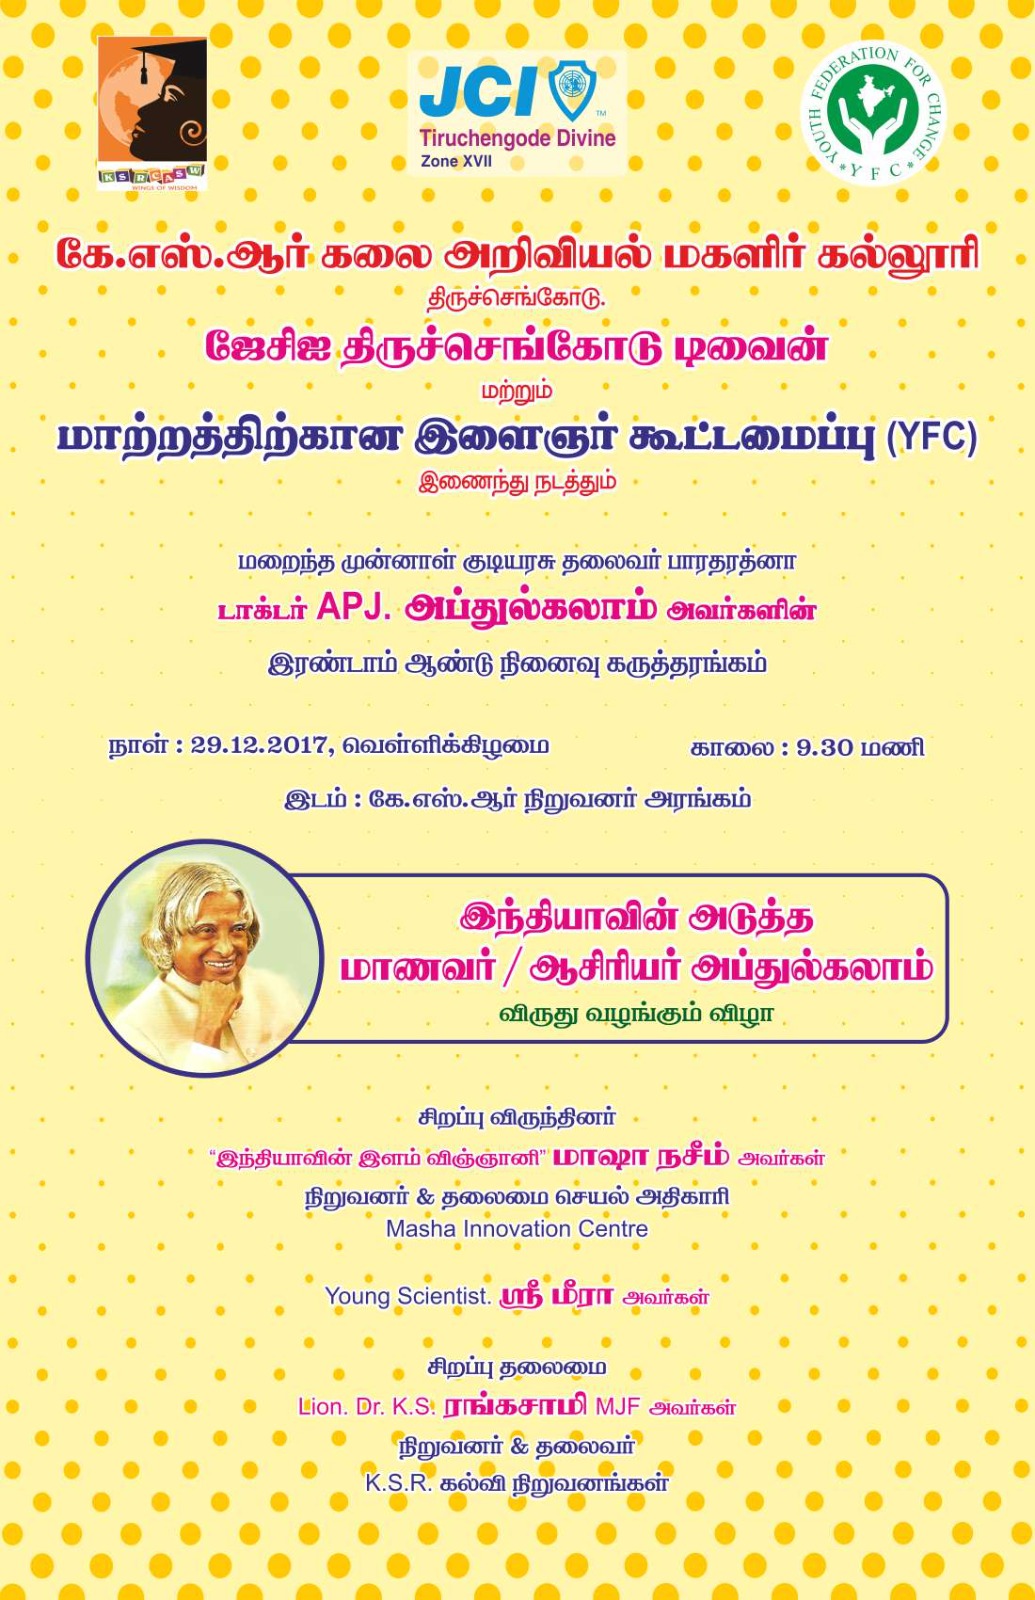 KSRCASW
WINGS OF WISDOM
JCI
Tiruchengode Divine
Zone XVII
YOUTH FEDERATION FOR CHANGE
* Y F C *
கே.எஸ்.ஆர் கலை அறிவியல் மகளிர் கல்லூரி
திருச்செங்கோடு.
ஜேசிஐ திருச்செங்கோடு டிவைன்
மற்றும்
மாற்றத்திற்கான இளைஞர் கூட்டமைப்பு (YFC)
இணைந்து நடத்தும்
மறைந்த முன்னாள் குடியரசு தலைவர் பாரதரத்னா
டாக்டர் APJ. அப்துல்கலாம் அவர்களின்
இரண்டாம் ஆண்டு நினைவு கருத்தரங்கம்
நாள் : 29.12.2017, வெள்ளிக்கிழமை காலை : 9.30 மணி
இடம் : கே.எஸ்.ஆர் நிறுவனர் அரங்கம்
இந்தியாவின் அடுத்த
மாணவர் / ஆசிரியர் அப்துல்கலாம்
விருது வழங்கும் விழா
சிறப்பு விருந்தினர்
“இந்தியாவின் இளம் விஞ்ஞானி” மாஷா நசீம் அவர்கள்
நிறுவனர் & தலைமை செயல் அதிகாரி
Masha Innovation Centre
Young Scientist. ஸ்ரீ மீரா அவர்கள்
சிறப்பு தலைமை
Lion. Dr. K.S. ரங்கசாமி MJF அவர்கள்
நிறுவனர் & தலைவர்
K.S.R. கல்வி நிறுவனங்கள்